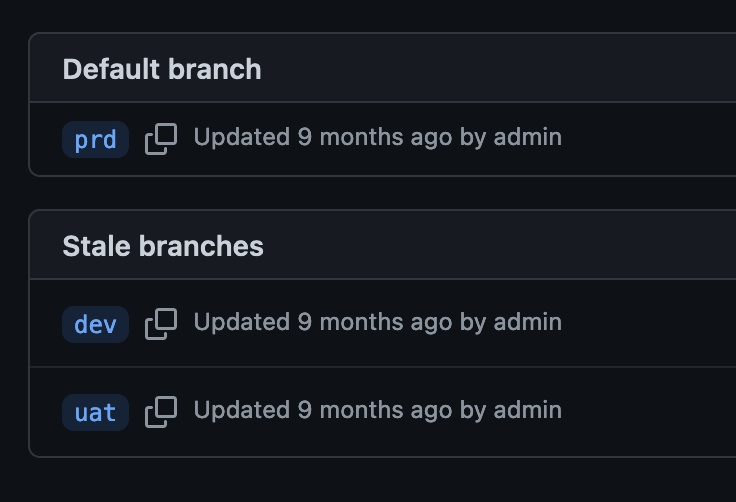 Default branch
prd Updated 9 months ago by admin
Stale branches
dev Updated 9 months ago by admin
uat Updated 9 months ago by admin